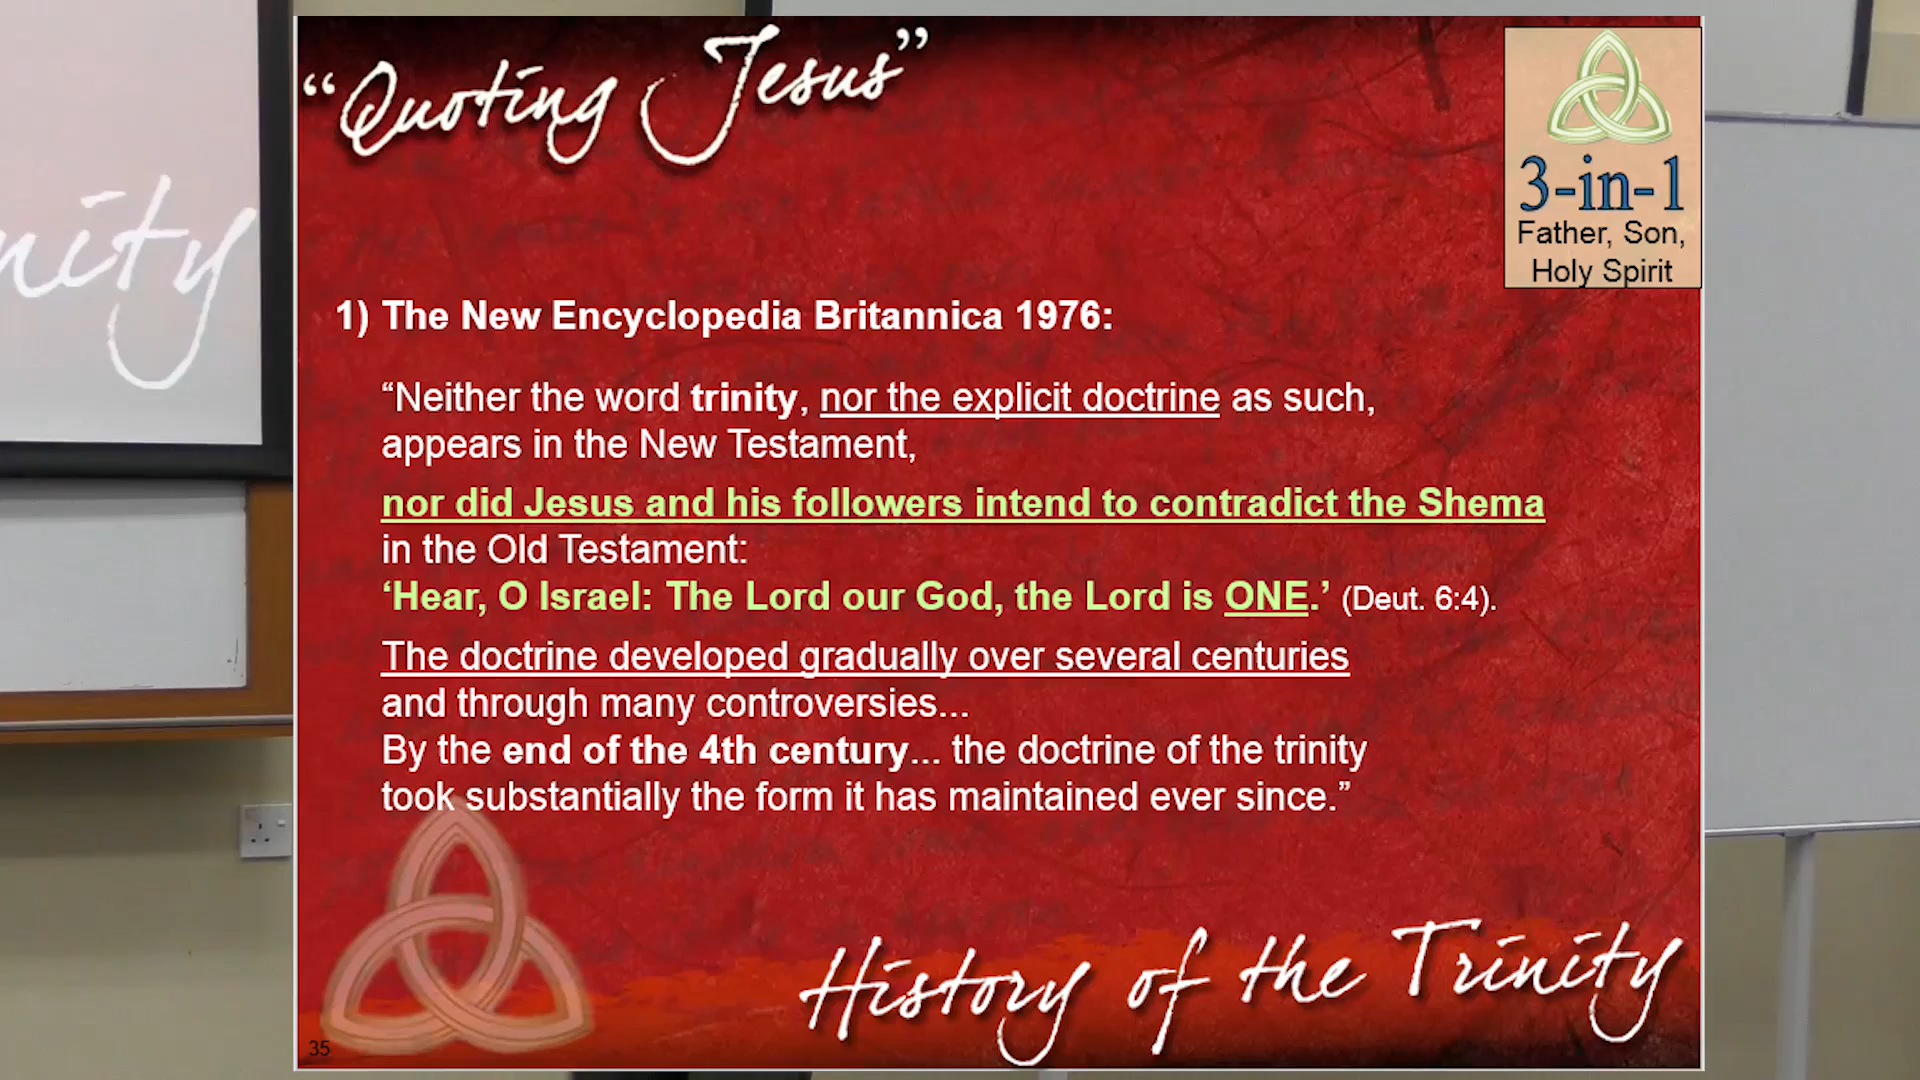 “Quoting Jesus”
3-in-1
Father, Son,
Holy Spirit
nity
1) The New Encyclopedia Britannica 1976:
“Neither the word trinity, nor the explicit doctrine as such,
appears in the New Testament,
nor did Jesus and his followers intend to contradict the Shema
in the Old Testament:
‘Hear, O Israel: The Lord our God, the Lord is ONE.’ (Deut. 6:4).
The doctrine developed gradually over several centuries
and through many controversies...
By the end of the 4th century... the doctrine of the trinity
took substantially the form it has maintained ever since.”
History of the Trinity
35